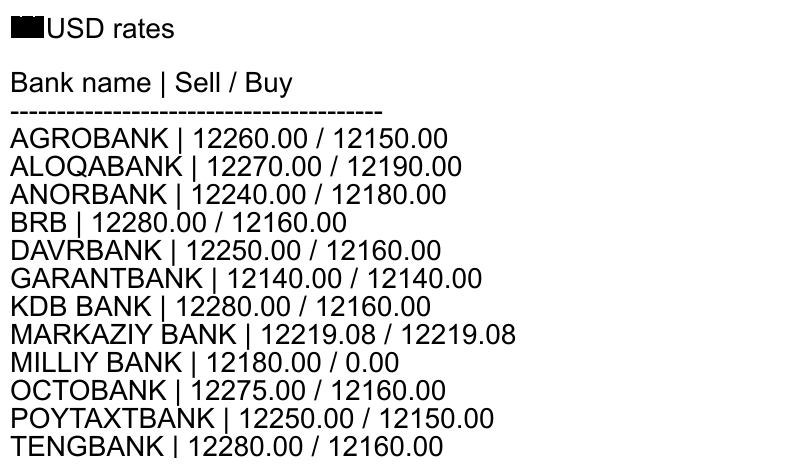 USD rates
Bank name | Sell / Buy
----------------------------------------
AGROBANK | 12260.00 / 12150.00
ALOQABANK | 12270.00 / 12190.00
ANORBANK | 12240.00 / 12180.00
BRB | 12280.00 / 12160.00
DAVRBANK | 12250.00 / 12160.00
GARANTBANK | 12140.00 / 12140.00
KDB BANK | 12280.00 / 12160.00
MARKAZIY BANK | 12219.08 / 12219.08
MILLIY BANK | 12180.00 / 0.00
OCTOBANK | 12275.00 / 12160.00
POYTAXTBANK | 12250.00 / 12150.00
TENGBANK | 12280.00 / 12160.00